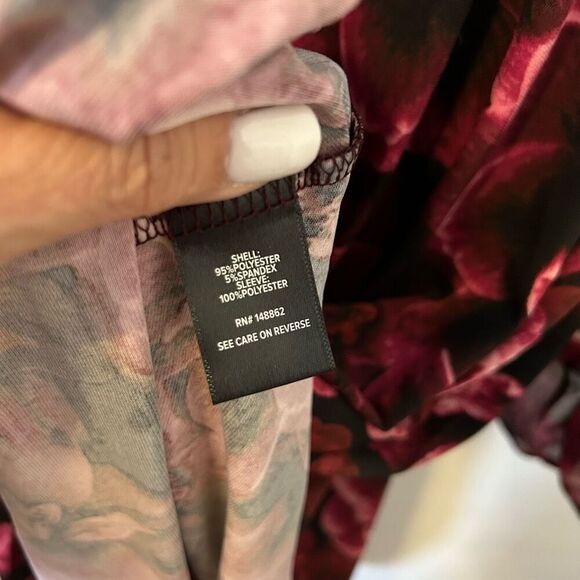 SHELL:
95%POLYESTER
5%SPANDEX
SLEEVE:
100%POLYESTER
RN# 148862
SEE CARE ON REVERSE